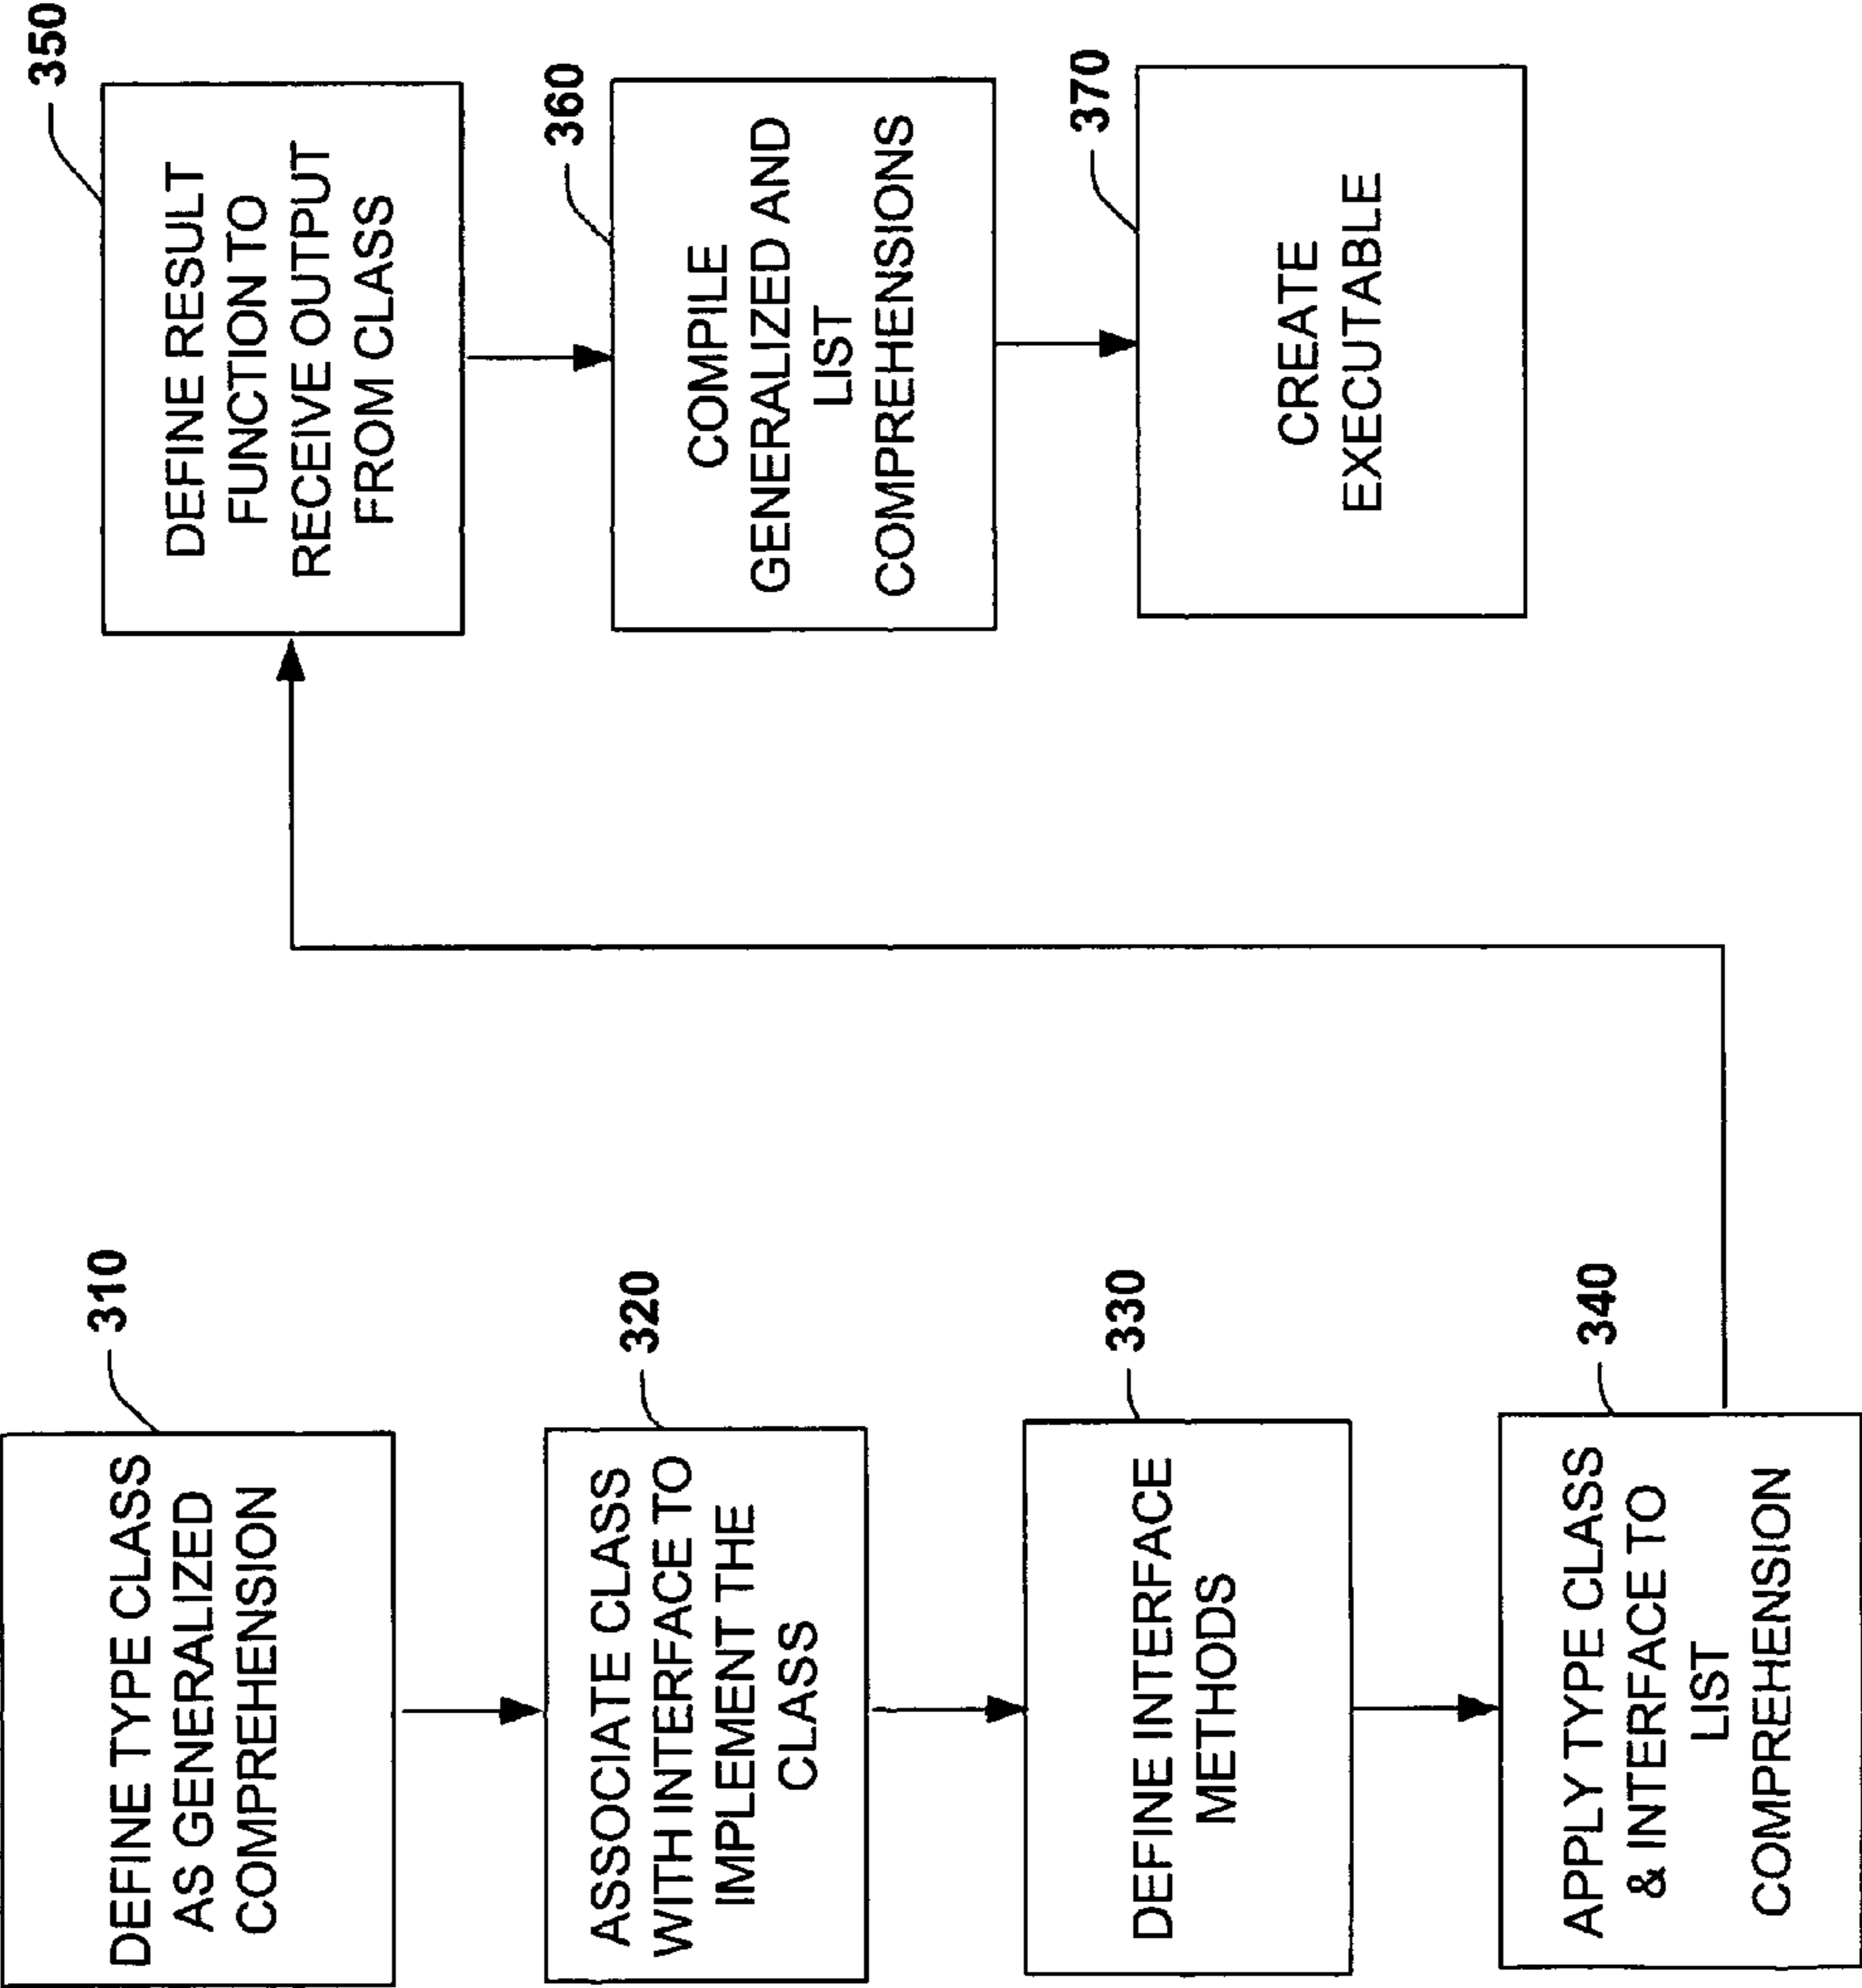 310
DEFINE TYPE CLASS
AS GENERALIZED
COMPREHENSION
320
ASSOCIATE CLASS
WITH INTERFACE TO
IMPLEMENT THE
CLASS
330
DEFINE INTERFACE
METHODS
340
APPLY TYPE CLASS
& INTERFACE TO
LIST
COMPREHENSION
350
DEFINE RESULT
FUNCTION TO
RECEIVE OUTPUT
FROM CLASS
360
COMPILE
GENERALIZED AND
LIST
COMPREHENSIONS
370
CREATE
EXECUTABLE